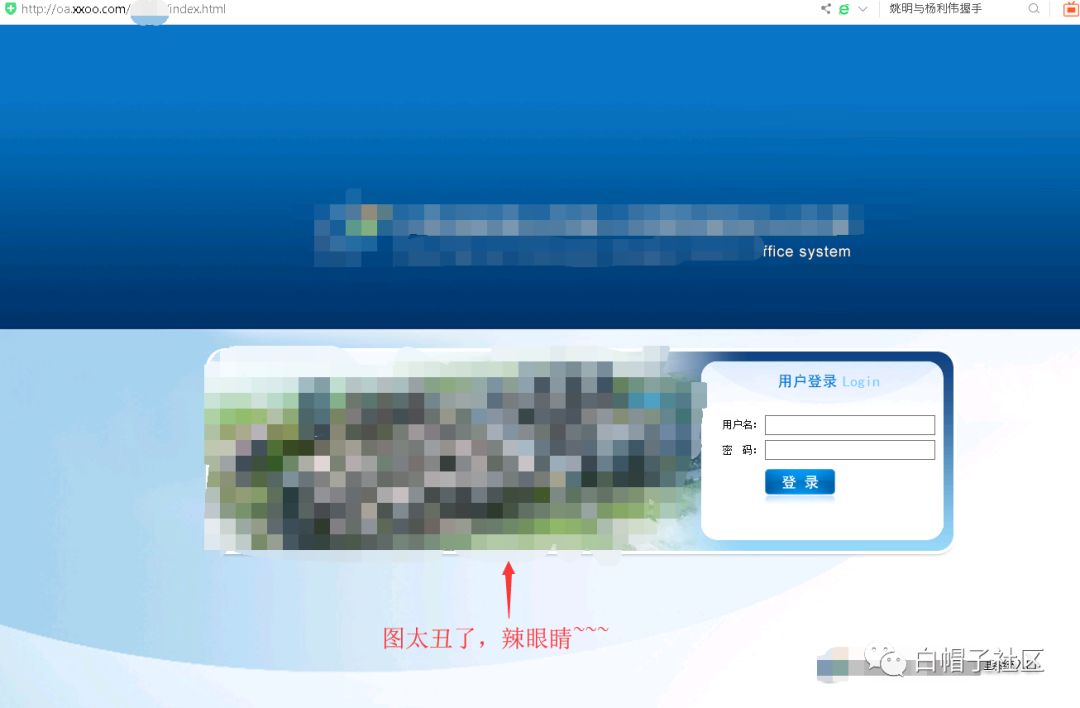 http://oa.xxoo.com/ /index.html
姚明与杨利伟握手
ffice system
用户登录 Login
用户名:
密 码:
登 录
图太丑了，辣眼睛~~~
白帽子社区